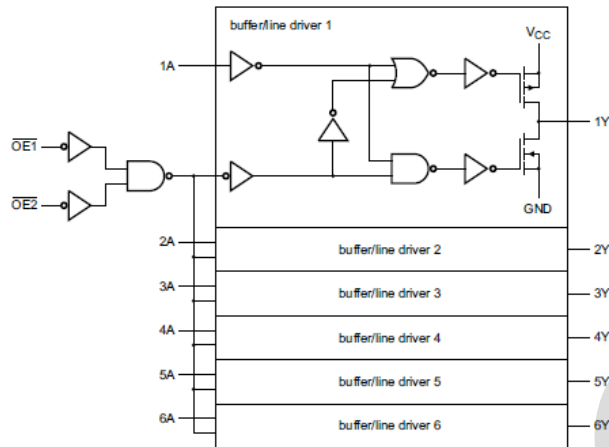 buffer/line driver 1
VCC
1A
1Y
OE1
OE2
GND
2A
buffer/line driver 2
2Y
3A
buffer/line driver 3
3Y
4A
buffer/line driver 4
4Y
5A
buffer/line driver 5
5Y
6A
buffer/line driver 6
6Y